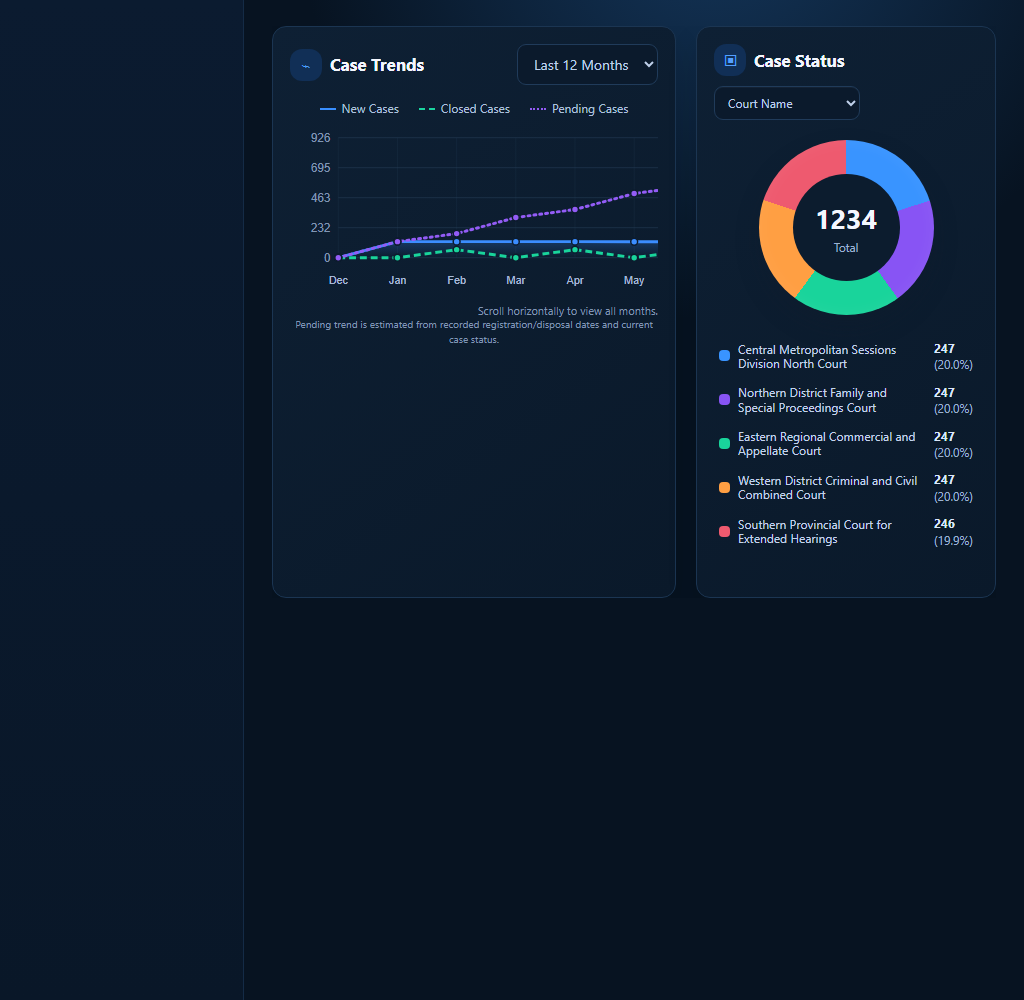 Case Trends
Last 12 Months
New Cases
Closed Cases
Pending Cases
926
695
463
232
0
Dec
Jan
Feb
Mar
Apr
May
Scroll horizontally to view all months.
Pending trend is estimated from recorded registration/disposal dates and current
case status.
Case Status
Court Name
1234
Total
Central Metropolitan Sessions
Division North Court
247
(20.0%)
Northern District Family and
Special Proceedings Court
247
(20.0%)
Eastern Regional Commercial and
Appellate Court
247
(20.0%)
Western District Criminal and Civil
Combined Court
247
(20.0%)
Southern Provincial Court for
Extended Hearings
246
(19.9%)